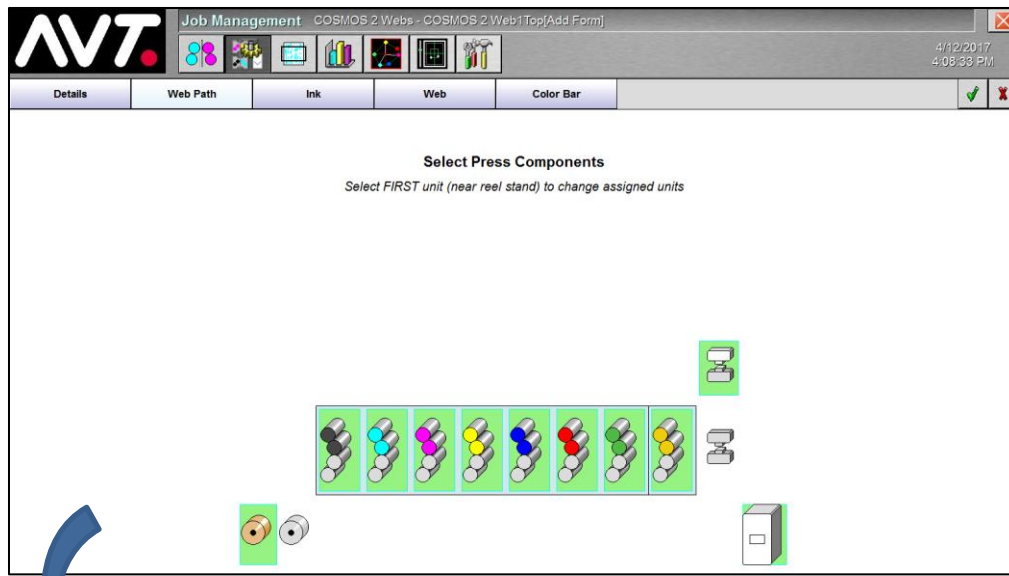 AVT.
Job Management COSMOS 2 Webs - COSMOS 2 Web1Top[Add Form]
4/12/2017
4:08:33 PM
Details Web Path Ink Web Color Bar
Select Press Components
Select FIRST unit (near reel stand) to change assigned units